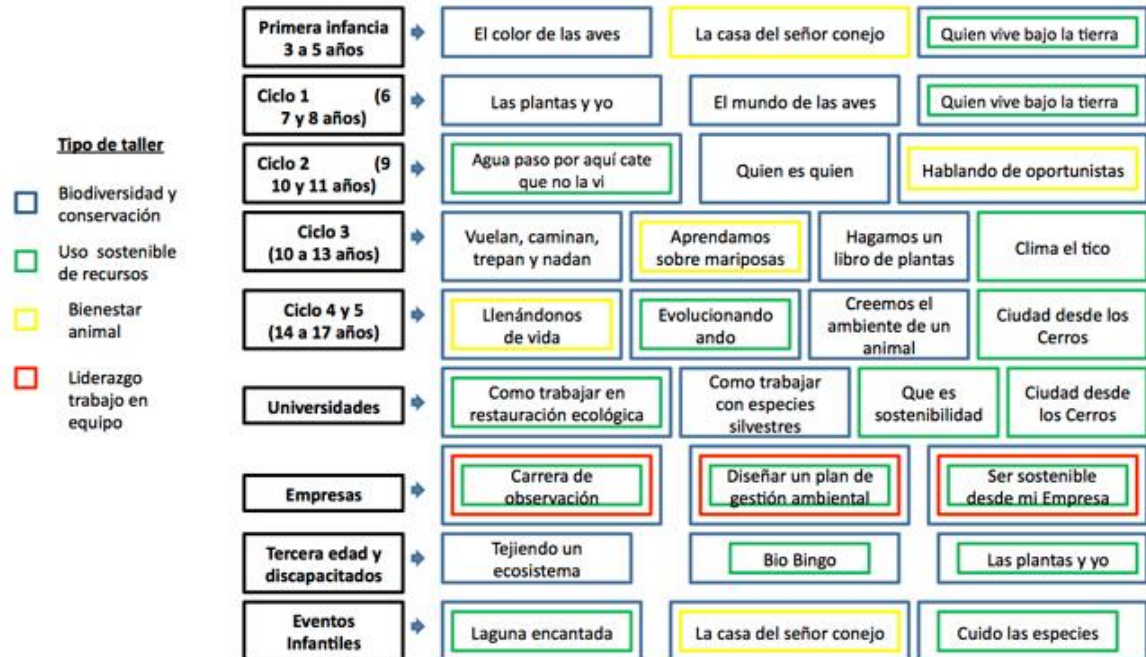 Tipo de taller
Biodiversidad y
conservación
Uso sostenible
de recursos
Bienestar
animal
Liderazgo
trabajo en
equipo
Primera infancia
3 a 5 años
El color de las aves
La casa del señor conejo
Quien vive bajo la tierra
Ciclo 1 (6
7 y 8 años)
Las plantas y yo
El mundo de las aves
Quien vive bajo la tierra
Ciclo 2 (9
10 y 11 años)
Agua paso por aquí cate
que no la vi
Quien es quien
Hablando de oportunistas
Ciclo 3
(10 a 13 años)
Vuelan, caminan,
trepan y nadan
Aprendamos
sobre mariposas
Hagamos un
libro de plantas
Clima el tico
Ciclo 4 y 5
(14 a 17 años)
Llenándonos
de vida
Evolucionando
ando
Creemos el
ambiente de un
animal
Ciudad desde los
Cerros
Universidades
Como trabajar en
restauración ecológica
Como trabajar
con especies
silvestres
Que es
sostenibilidad
Ciudad desde
los Cerros
Empresas
Carrera de
observación
Diseñar un plan de
gestión ambiental
Ser sostenible
desde mi Empresa
Tercera edad y
discapacitados
Tejiendo un
ecosistema
Bio Bingo
Las plantas y yo
Eventos
Infantiles
Laguna encantada
La casa del señor conejo
Cuido las especies